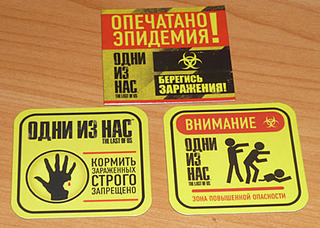 ОПЕЧАТАНО
ЭПИДЕМИЯ!
ОДНИ
ИЗ
НАС
THE LAST OF US
БЕРЕГИСЬ
ЗАРАЖЕНИЯ!
ОДНИ ИЗ НАС
THE LAST OF US
КОРМИТЬ
ЗАРАЖЕННЫХ
СТРОГО
ЗАПРЕЩЕНО
ВНИМАНИЕ
ОДНИ
ИЗ
НАС
THE LAST OF US
ЗОНА ПОВЫШЕННОЙ ОПАСНОСТИ